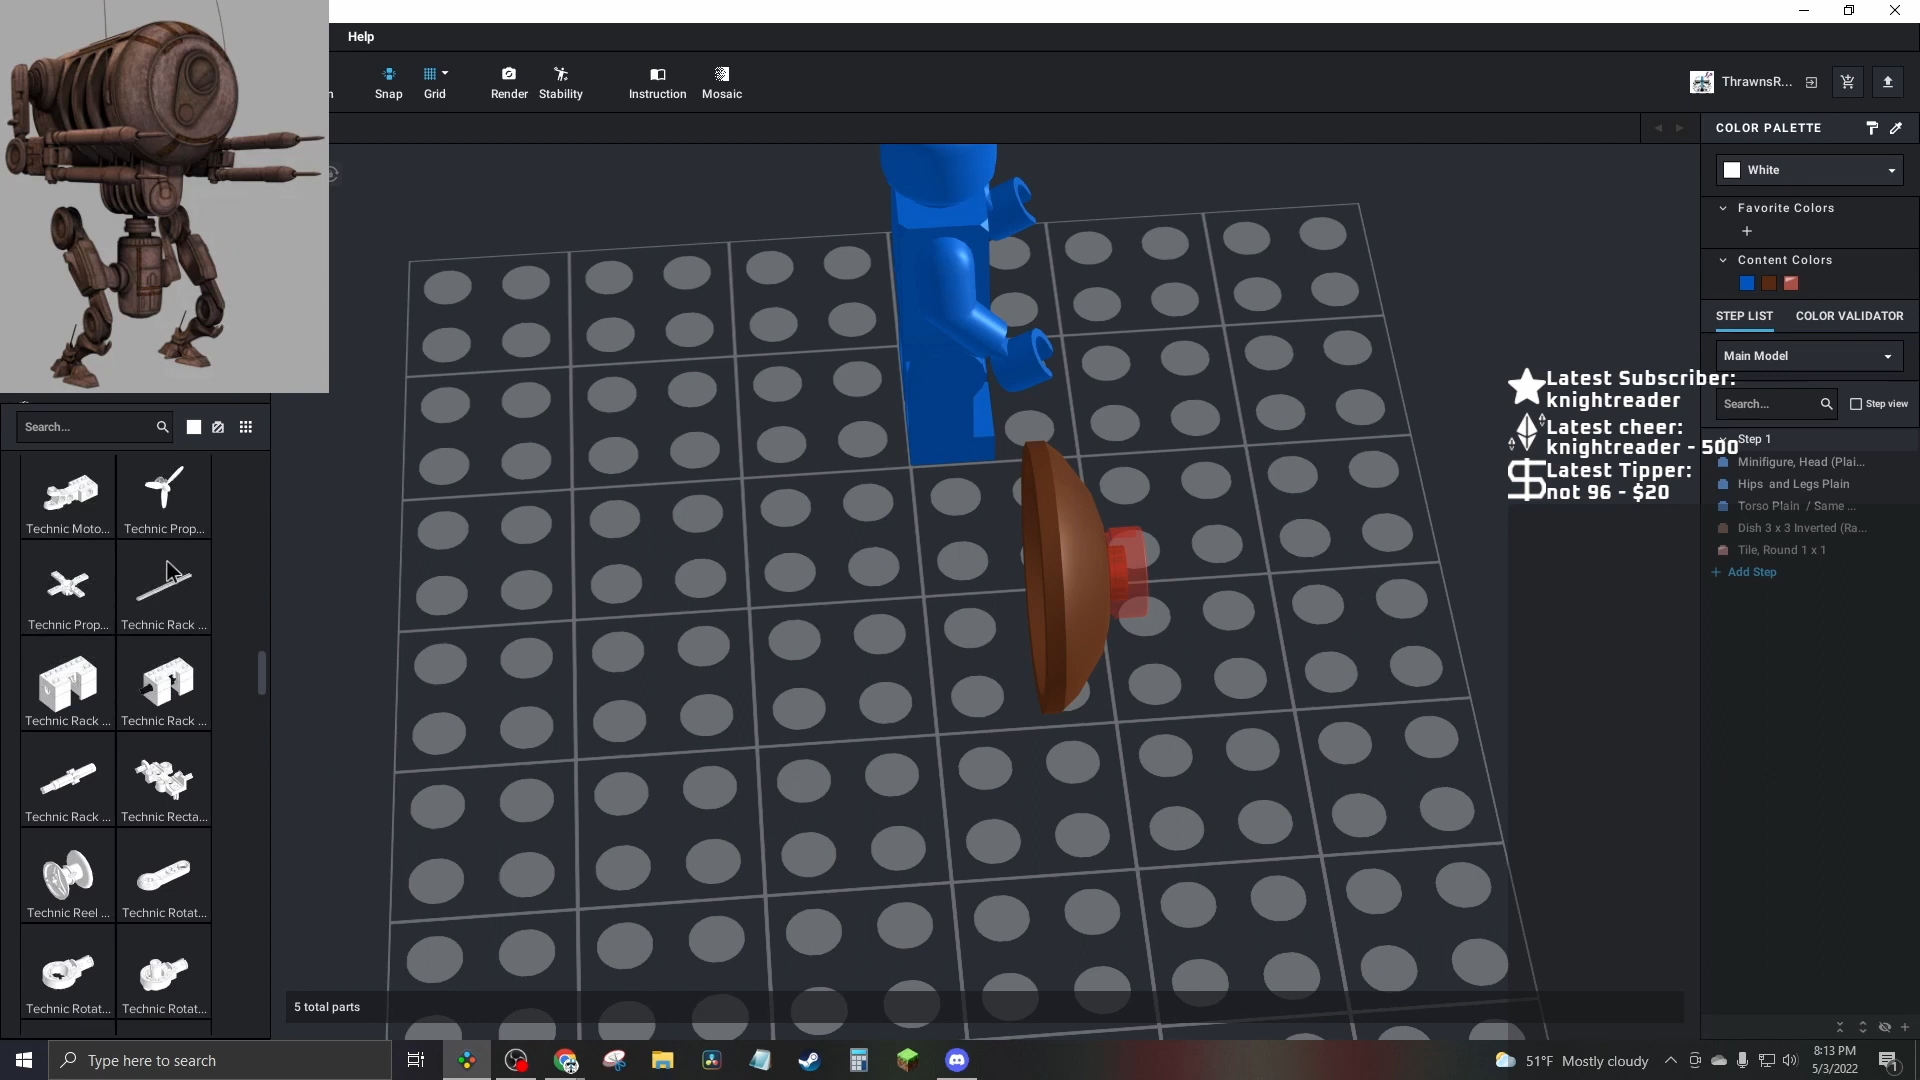 Help
Snap
Grid
Render
Stability
Instruction
Mosaic
ThrawnsR...
COLOR PALETTE
White
Favorite Colors
Content Colors
STEP LIST
COLOR VALIDATOR
Main Model
Search...
Step view
Step 1
Minifigure, Head (Plai...
Hips and Legs Plain
Torso Plain / Same ...
Dish 3 x 3 Inverted (Ra...
Tile, Round 1 x 1
+ Add Step
Latest Subscriber:
knightreader
Latest cheer:
knightreader - 500
Latest Tipper:
not 96 - $20
Search...
Technic Moto...
Technic Prop...
Technic Prop...
Technic Rack ...
Technic Rack ...
Technic Rack ...
Technic Rack ...
Technic Recta...
Technic Reel ...
Technic Rotat...
Technic Rotat...
Technic Rotat...
5 total parts
Type here to search
51°F Mostly cloudy
8:13 PM
5/3/2022
1